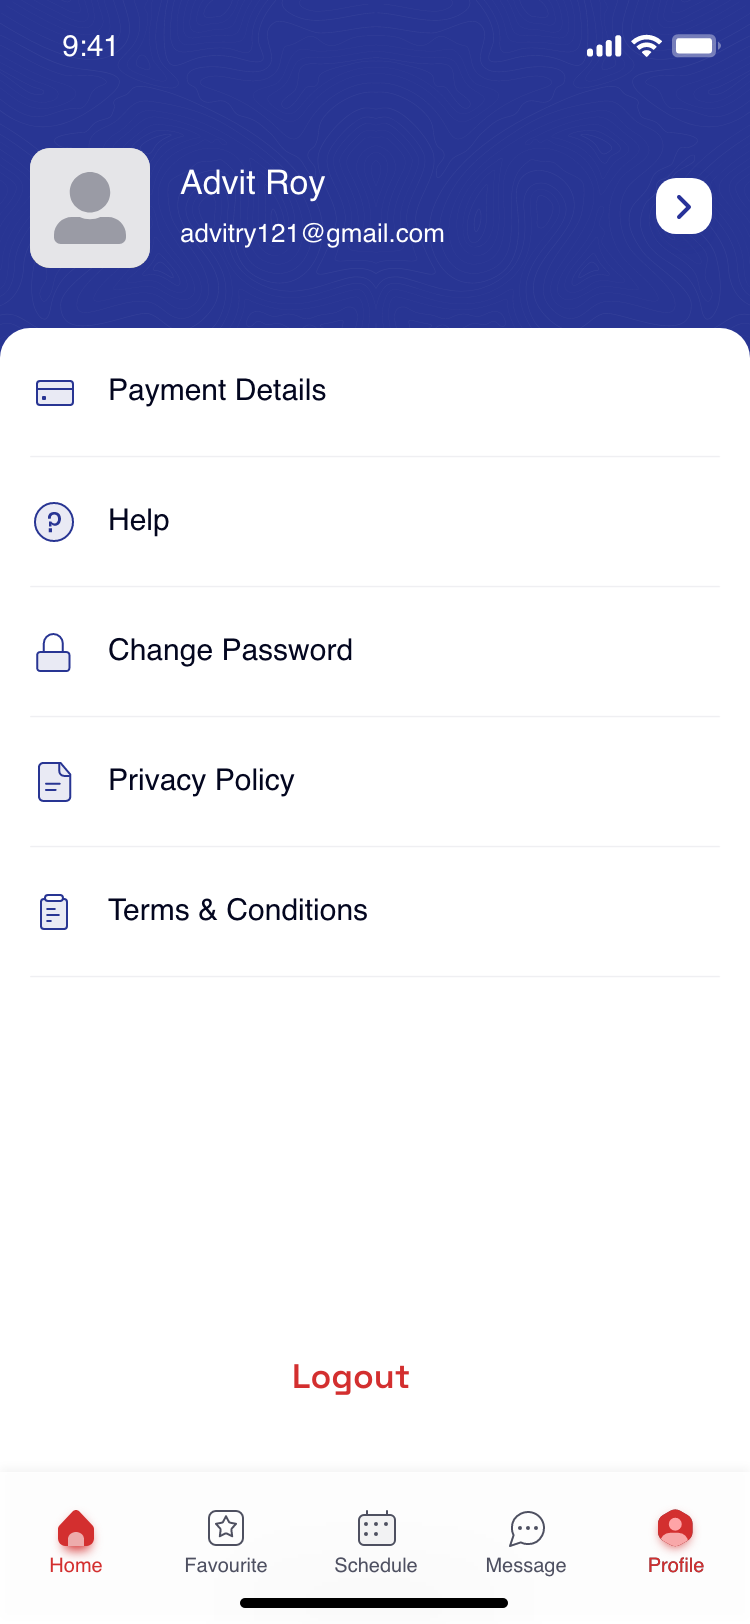 9:41
Advit Roy
advitry121@gmail.com
Payment Details
Help
Change Password
Privacy Policy
Terms & Conditions
Logout
Home
Favourite
Schedule
Message
Profile